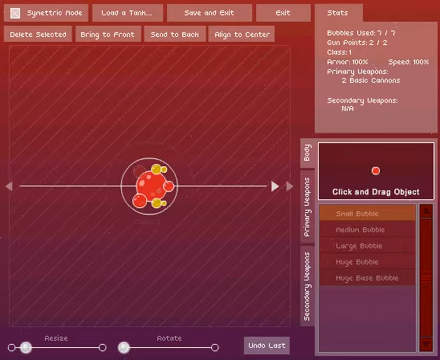 Symettric Mode
Load a Tank...
Save and Exit
Exit
Stats
Delete Selected
Bring to Front
Send to Back
Align to Center
Bubbles Used: 7 / 7
Gun Points: 2 / 2
Class: 1
Armor: 100% Speed: 100%
Primary Weapons:
2 Basic Cannons
Secondary Weapons:
N/A
Body
Primary Weapons
Secondary Weapons
Click and Drag Object
Small Bubble
Medium Bubble
Large Bubble
Huge Bubble
Huge Base Bubble
Resize
Rotate
Undo Last